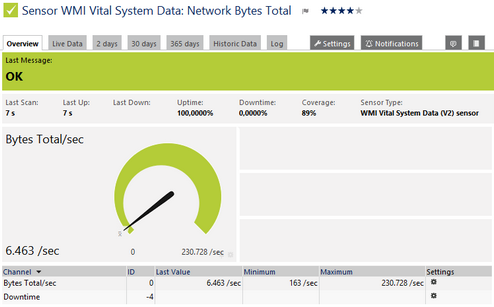 Sensor WMI Vital System Data: Network Bytes Total
Overview Live Data 2 days 30 days 365 days Historic Data Log Settings Notifications
Last Message:
OK
Last Scan: Last Up: Last Down: Uptime: Downtime: Coverage: Sensor Type:
7 s 7 s 100,0000% 0,0000% 89% WMI Vital System Data (V2) sensor
Bytes Total/sec
6.463 /sec 0 230.728 /sec
Channel ID Last Value Minimum Maximum Settings
Bytes Total/sec 0 6.463 /sec 163 /sec 230.728 /sec
Downtime -4